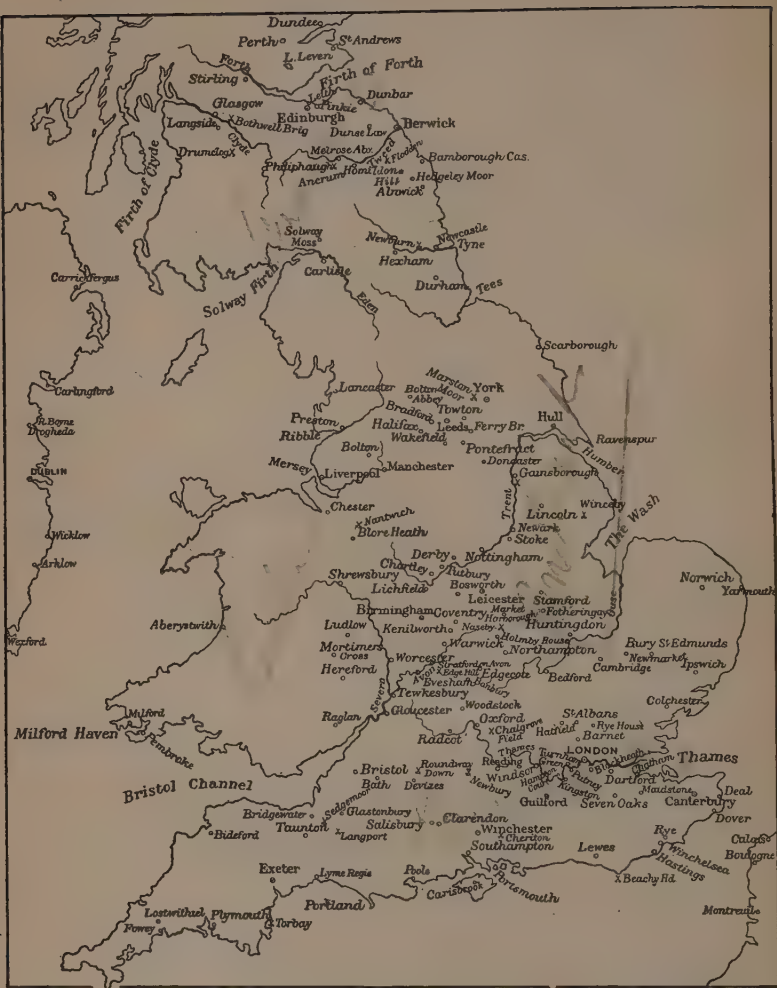 Dundee
Perth
St Andrews
L. Leven
Forth
Firth of Forth
Stirling
Leith
Dunbar
Glasgow
Pinkie
Edinburgh
Langside
Bothwell Brig
Dunse Law
Berwick
Clyde
Drumclog
Melrose Aby.
Tweed
Flodden
Bamborough Cas.
Philiphaugh
Homildon
Hill
Ancrum
Hedgeley Moor
Alnwick
Firth of Clyde
Solway
Moss
Newburn
Newcastle
Tyne
Hexham
Carrickfergus
Solway Firth
Carlisle
Eden
Durham
Tees
Scarborough
Carlingford
Lancaster
Marston
Moor
Bolton
Abbey
York
R. Boyne
Drogheda
Preston
Ribble
Bradford
Towton
Halifax
Leeds
Ferry Br.
Wakefield
Hull
Ravenspur
Bolton
Pontefract
Humber
DUBLIN
Mersey
Liverpool
Manchester
Doncaster
Gainsborough
Chester
Trent
Winceby
Lincoln
The Wash
Nantwich
Blore Heath
Newark
Stoke
Wicklow
Arklow
Derby
Nottingham
Chartley
Tutbury
Shrewsbury
Lichfield
Bosworth
Leicester
Stamford
Ouse
Norwich
Yarmouth
Birmingham
Coventry
Market
Harborough
Fotheringay
Wexford
Aberystwith
Ludlow
Kenilworth
Naseby
Huntingdon
Mortimers
Cross
Warwick
Holmby House
Northampton
Bury St Edmunds
Newmarket
Cambridge
Ipswich
Hereford
Worcester
Stratford on Avon
Avon
Edge Hill
Edgecote
Evesham
Banbury
Bedford
Tewkesbury
Severn
Woodstock
Colchester
Milford
Milford Haven
Pembroke
Raglan
Gloucester
Oxford
St Albans
Rye House
Chalgrove
Field
Hatfield
Barnet
Radcot
LONDON
Thames
Turnham
Green
Blackheath
Chatham
Thames
Bristol Channel
Bristol
Bath
Roundway
Down
Devizes
Reading
Windsor
Newbury
Hampton
Court
Putney
Kingston
Dartford
Maidstone
Deal
Canterbury
Guilford
Seven Oaks
Dover
Bridgewater
Sedgemoor
Glastonbury
Bideford
Taunton
Langport
Salisbury
Clarendon
Winchester
Cheriton
Southampton
Lewes
Rye
Winchelsea
Hastings
Calais
Boulogne
Exeter
Lyme Regis
Poole
Carisbrook
Portsmouth
Beachy Hd.
Portland
Montreuil
Lostwithiel
Fowey
Plymouth
Torbay